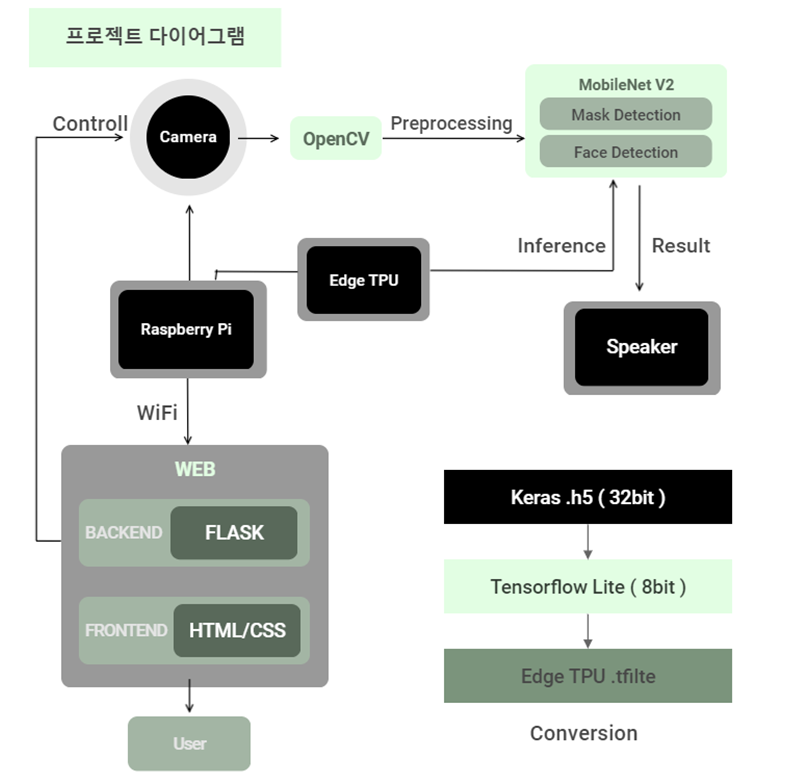 프로젝트 다이어그램
Controll
Camera
OpenCV
Preprocessing
MobileNet V2
Mask Detection
Face Detection
Inference
Result
Edge TPU
Raspberry Pi
Speaker
WiFi
WEB
BACKEND
FLASK
FRONTEND
HTML/CSS
User
Keras .h5 ( 32bit )
Tensorflow Lite ( 8bit )
Edge TPU .tfilte
Conversion